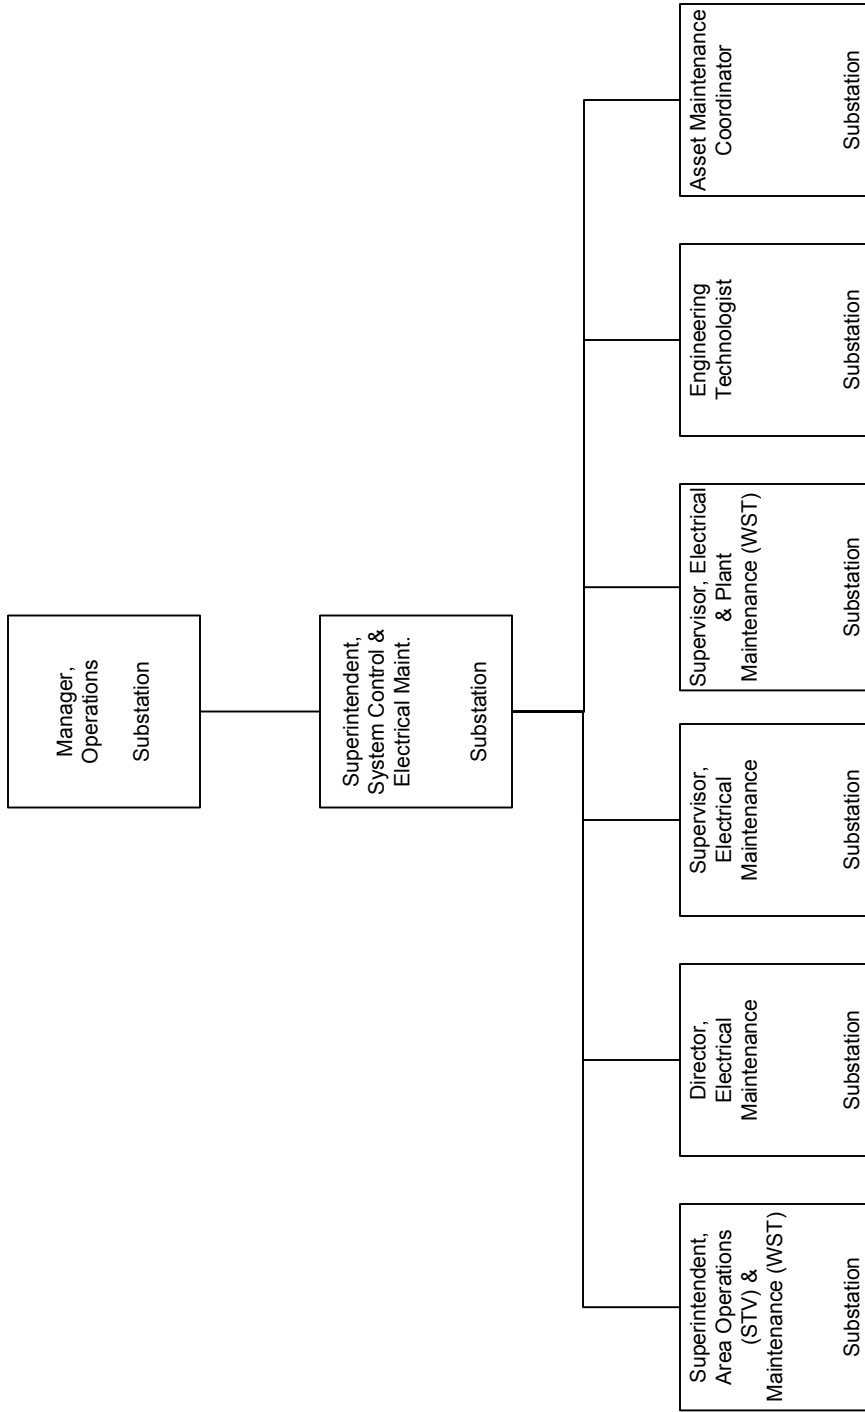 Manager,
Operations
Substation
Superintendent,
System Control &
Electrical Maint.
Substation
Superintendent,
Area Operations
(STV) &
Maintenance (WST)
Substation
Director,
Electrical
Maintenance
Substation
Supervisor,
Electrical
Maintenance
Substation
Supervisor, Electrical
& Plant
Maintenance (WST)
Substation
Engineering
Technologist
Substation
Asset Maintenance
Coordinator
Substation